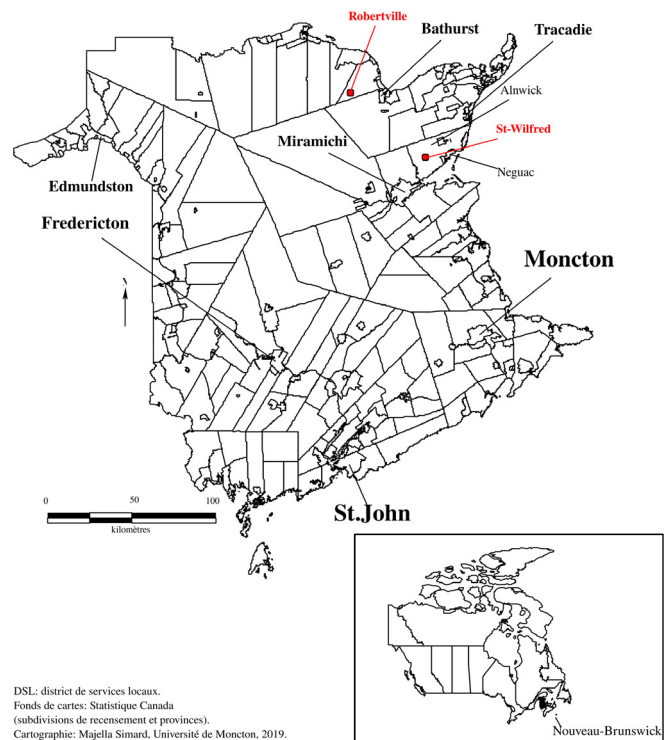 Robertville
Bathurst
Tracadie
Alnwick
St-Wilfred
Miramichi
Neguac
Edmundston
Fredericton
Moncton
N
0 50 100
kilomètres
St.John
DSL: district de services locaux.
Fonds de cartes: Statistique Canada
(subdivisions de recensement et provinces).
Cartographie: Majella Simard, Université de Moncton, 2019.
Nouveau-Brunswick